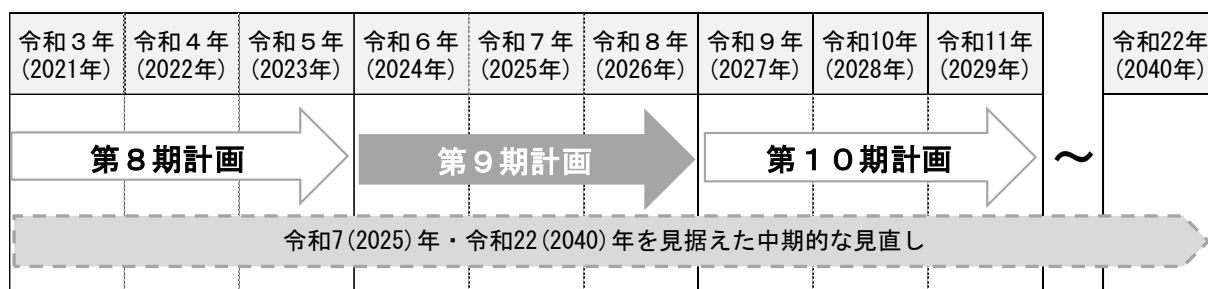 令和３年 令和４年 令和５年 令和６年 令和７年 令和８年 令和９年 令和10年 令和11年 令和22年
(2021年) (2022年) (2023年) (2024年) (2025年) (2026年) (2027年) (2028年) (2029年) (2040年)
第８期計画 第９期計画 第１０期計画 ～
令和7(2025)年・令和22(2040)年を見据えた中期的な見直し